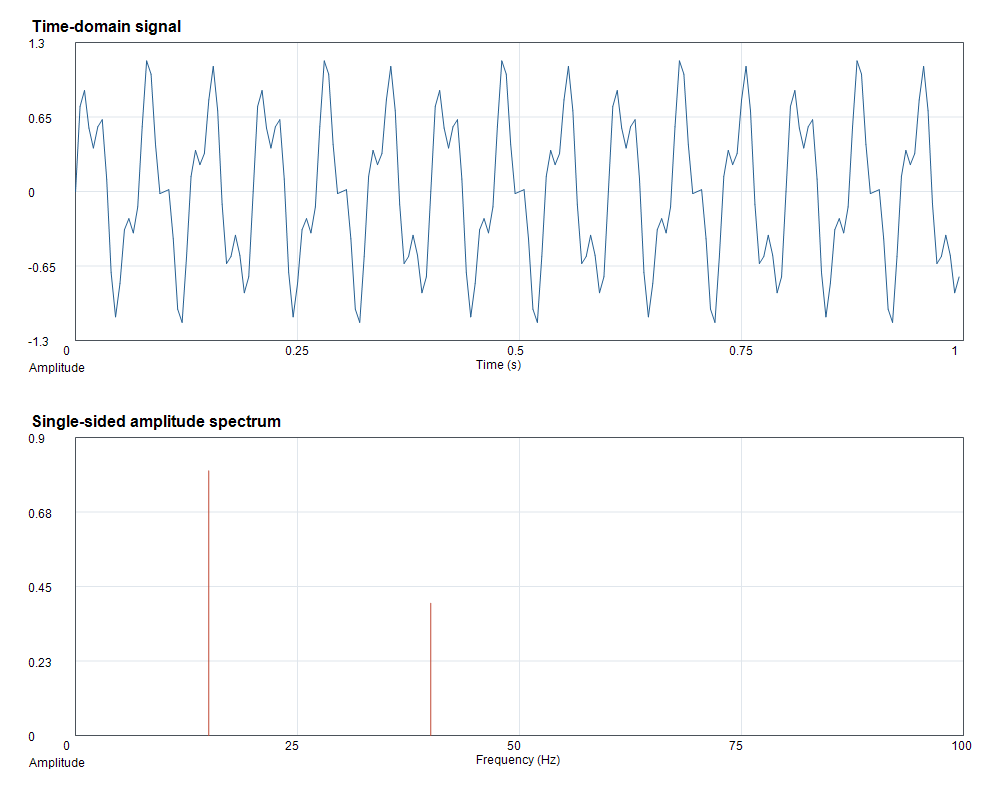 Time-domain signal
1.3
0.65
0
-0.65
-1.3
0 0.25 0.5 0.75 1
Time (s)
Amplitude
Single-sided amplitude spectrum
0.9
0.68
0.45
0.23
0
0 25 50 75 100
Frequency (Hz)
Amplitude